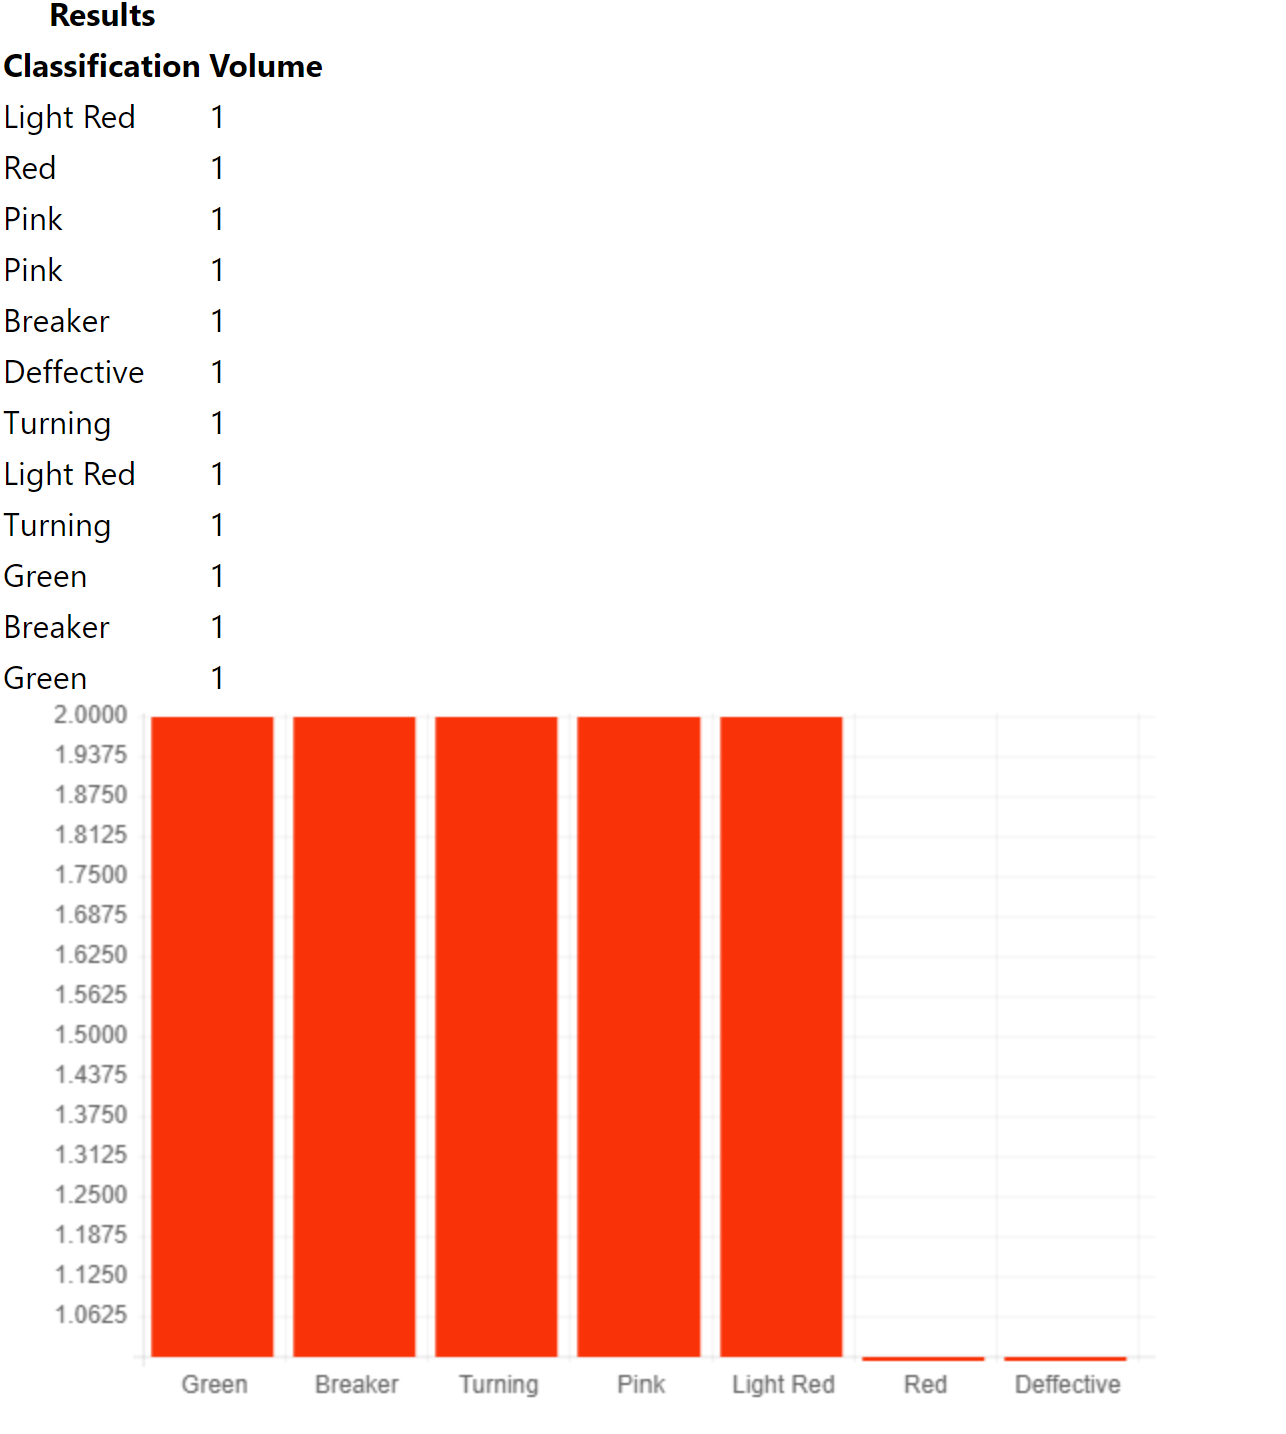 Results
Classification Volume
Light Red 1
Red 1
Pink 1
Pink 1
Breaker 1
Deffective 1
Turning 1
Light Red 1
Turning 1
Green 1
Breaker 1
Green 1
2.0000
1.9375
1.8750
1.8125
1.7500
1.6875
1.6250
1.5625
1.5000
1.4375
1.3750
1.3125
1.2500
1.1875
1.1250
1.0625
Green Breaker Turning Pink Light Red Red Deffective